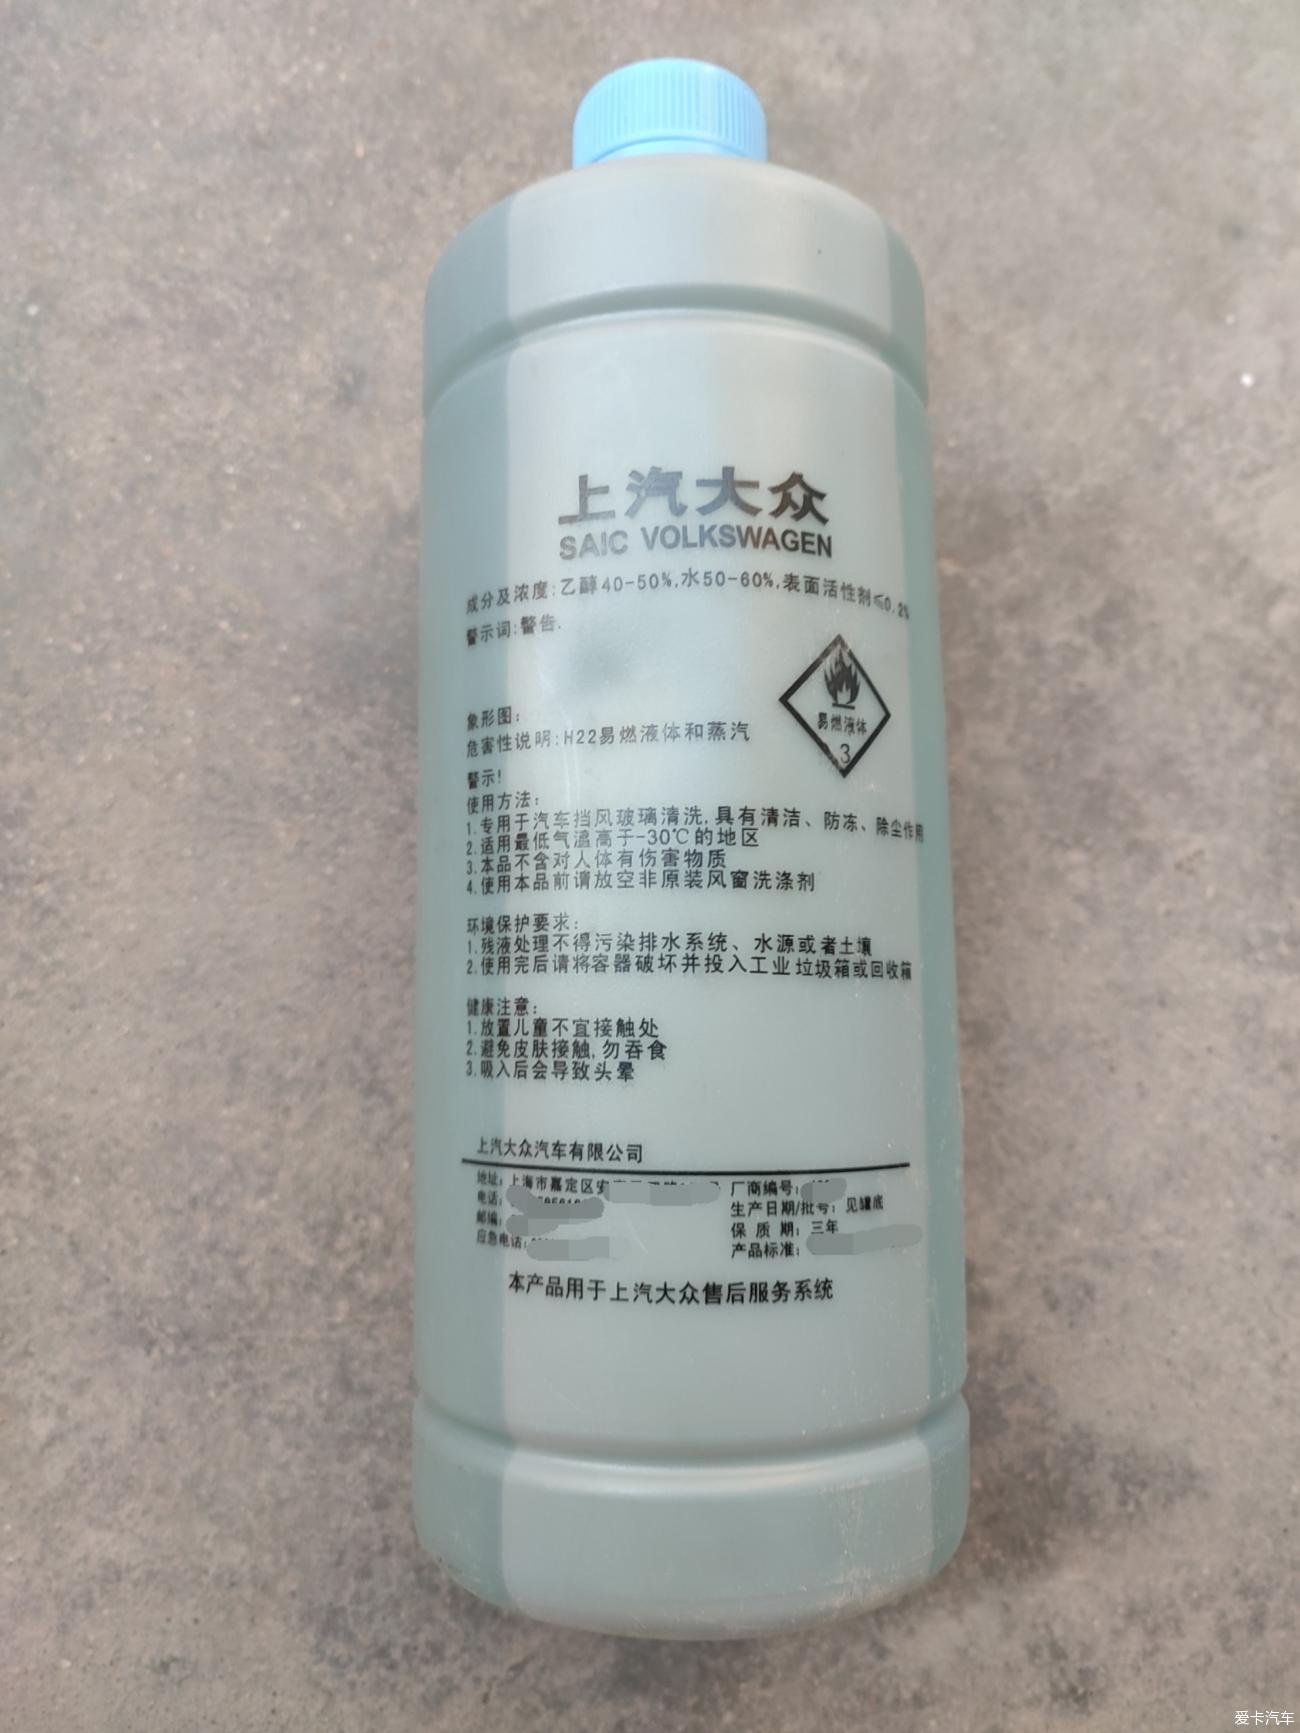 上汽大众
SAIC VOLKSWAGEN
成分及浓度:乙醇40-50%,水50-60%,表面活性剂≤0.2%
警示词:警告.
易燃液体
3
象形图:
危害性说明:H22易燃液体和蒸汽
警示!
使用方法:
1.专用于汽车挡风玻璃清洗,具有清洁、防冻、除尘作用
2.适用最低气温高于-30℃的地区
3.本品不含对人体有伤害物质
4.使用本品前请放空非原装风窗洗涤剂
环境保护要求:
1.残液处理不得污染排水系统、水源或者土壤
2.使用完后请将容器破坏并投入工业垃圾箱或回收箱
健康注意:
1.放置儿童不宜接触处
2.避免皮肤接触,勿吞食
3.吸入后会导致头晕
上汽大众汽车有限公司
地址:上海市嘉定区安
电话:
邮编:
应急电话:
厂商编号:
生产日期/批号:见罐底
保 质 期:三年
产品标准:
本产品用于上汽大众售后服务系统
爱卡汽车